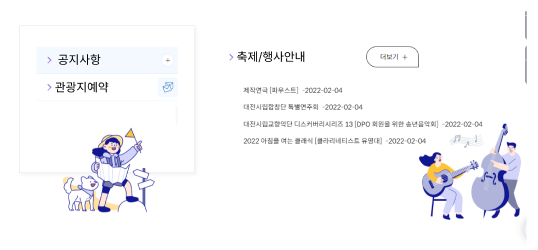 공지사항 +
관광지예약
축제/행사안내
더보기 +
제작연극 [파우스트] -2022-02-04
대전시립합창단 특별연주회 -2022-02-04
대전시립교향악단 디스커버리시리즈 13 [DPO 회원을 위한 송년음악회] -2022-02-04
2022 아침을 여는 클래식 [클라리네티스트 유명대] -2022-02-04